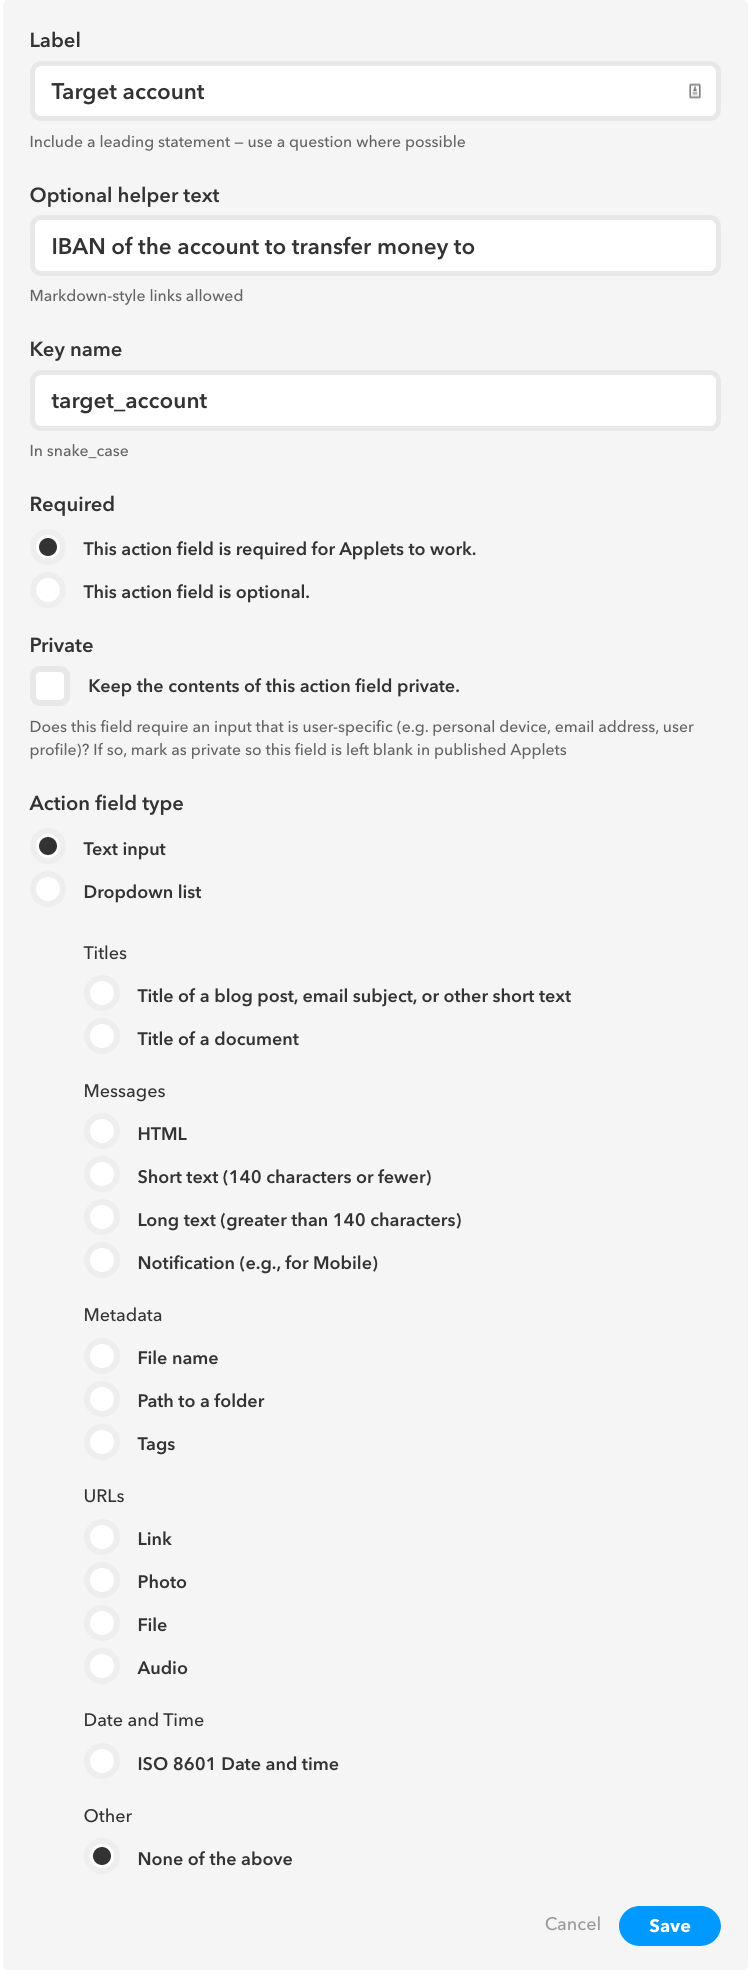 Label
Target account
Include a leading statement – use a question where possible
Optional helper text
IBAN of the account to transfer money to
Markdown-style links allowed
Key name
target_account
In snake_case
Required
This action field is required for Applets to work.
This action field is optional.
Private
Keep the contents of this action field private.
Does this field require an input that is user-specific (e.g. personal device, email address, user
profile)? If so, mark as private so this field is left blank in published Applets
Action field type
Text input
Dropdown list
Titles
Title of a blog post, email subject, or other short text
Title of a document
Messages
HTML
Short text (140 characters or fewer)
Long text (greater than 140 characters)
Notification (e.g., for Mobile)
Metadata
File name
Path to a folder
Tags
URLs
Link
Photo
File
Audio
Date and Time
ISO 8601 Date and time
Other
None of the above
Cancel Save